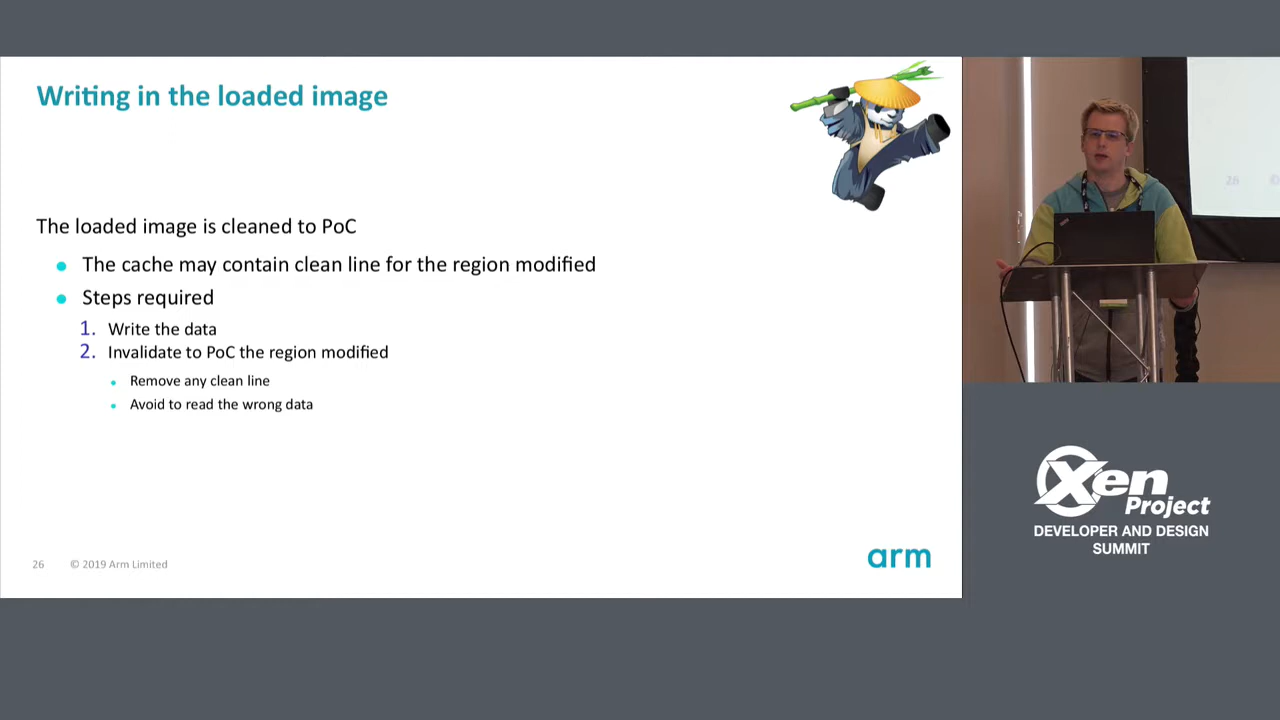 Writing in the loaded image
The loaded image is cleaned to PoC
The cache may contain clean line for the region modified
Steps required
1. Write the data
2. Invalidate to PoC the region modified
Remove any clean line
Avoid to read the wrong data
26 © 2019 Arm Limited
arm
26 ©
Xen
Project
DEVELOPER AND DESIGN
SUMMIT